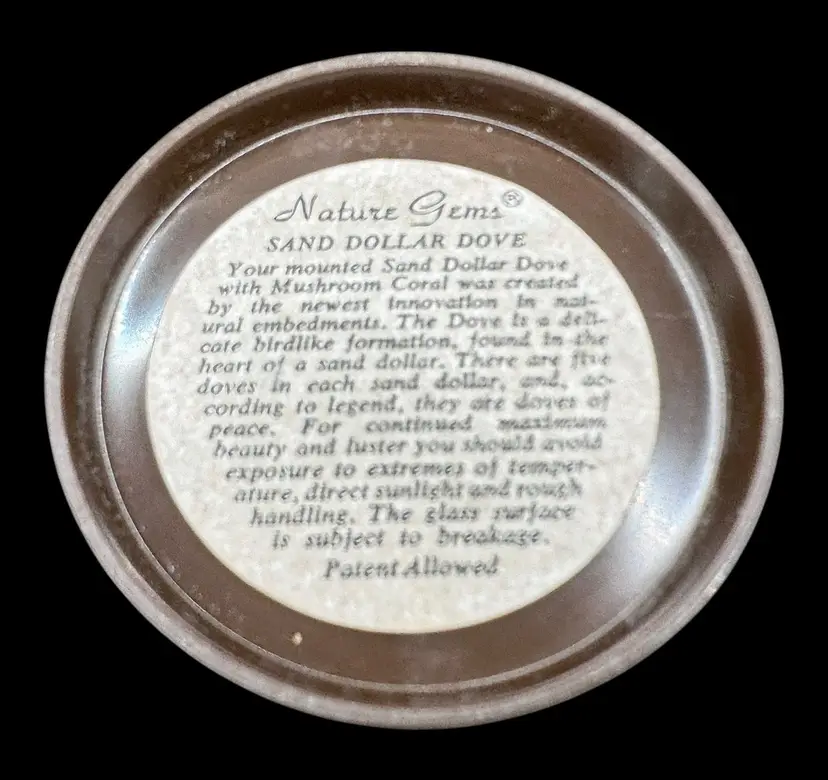 Nature Gems®
SAND DOLLAR DOVE
Your mounted Sand Dollar Dove
with Mushroom Coral was created
by the newest innovation in nat-
ural embedments. The Dove is a deli-
cate birdlike formation, found in the
heart of a sand dollar. There are five
doves in each sand dollar, and, ac-
cording to legend, they are doves of
peace. For continued maximum
beauty and luster you should avoid
exposure to extremes of temper-
ature, direct sunlight and rough
handling. The glass surface
is subject to breakage.
Patent Allowed